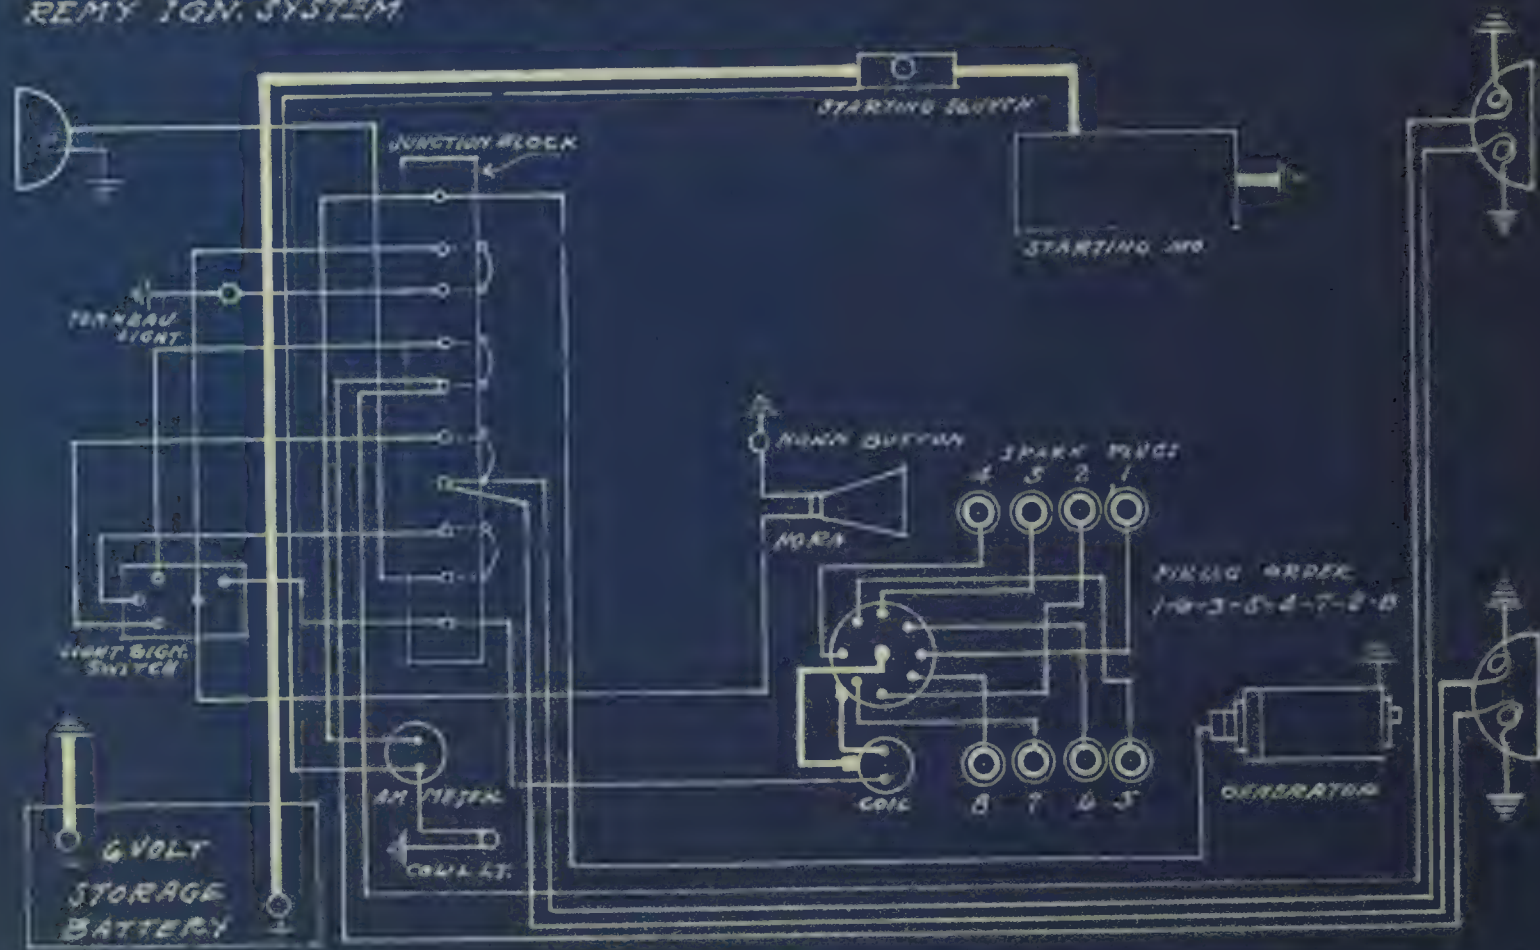 REMY IGN. SYSTEM
STARTING SWITCH
JUNCTION BLOCK
STARTING MO
TONNEAU
LIGHT
HORN BUTTON
SPARK PLUGS
4 3 2 1
HORN
FIRING ORDER
LIGHT & IGN.
SWITCH
AM METER
COIL
8 7 6 5
GENERATOR
COWL LT.
6 VOLT
STORAGE
BATTERY